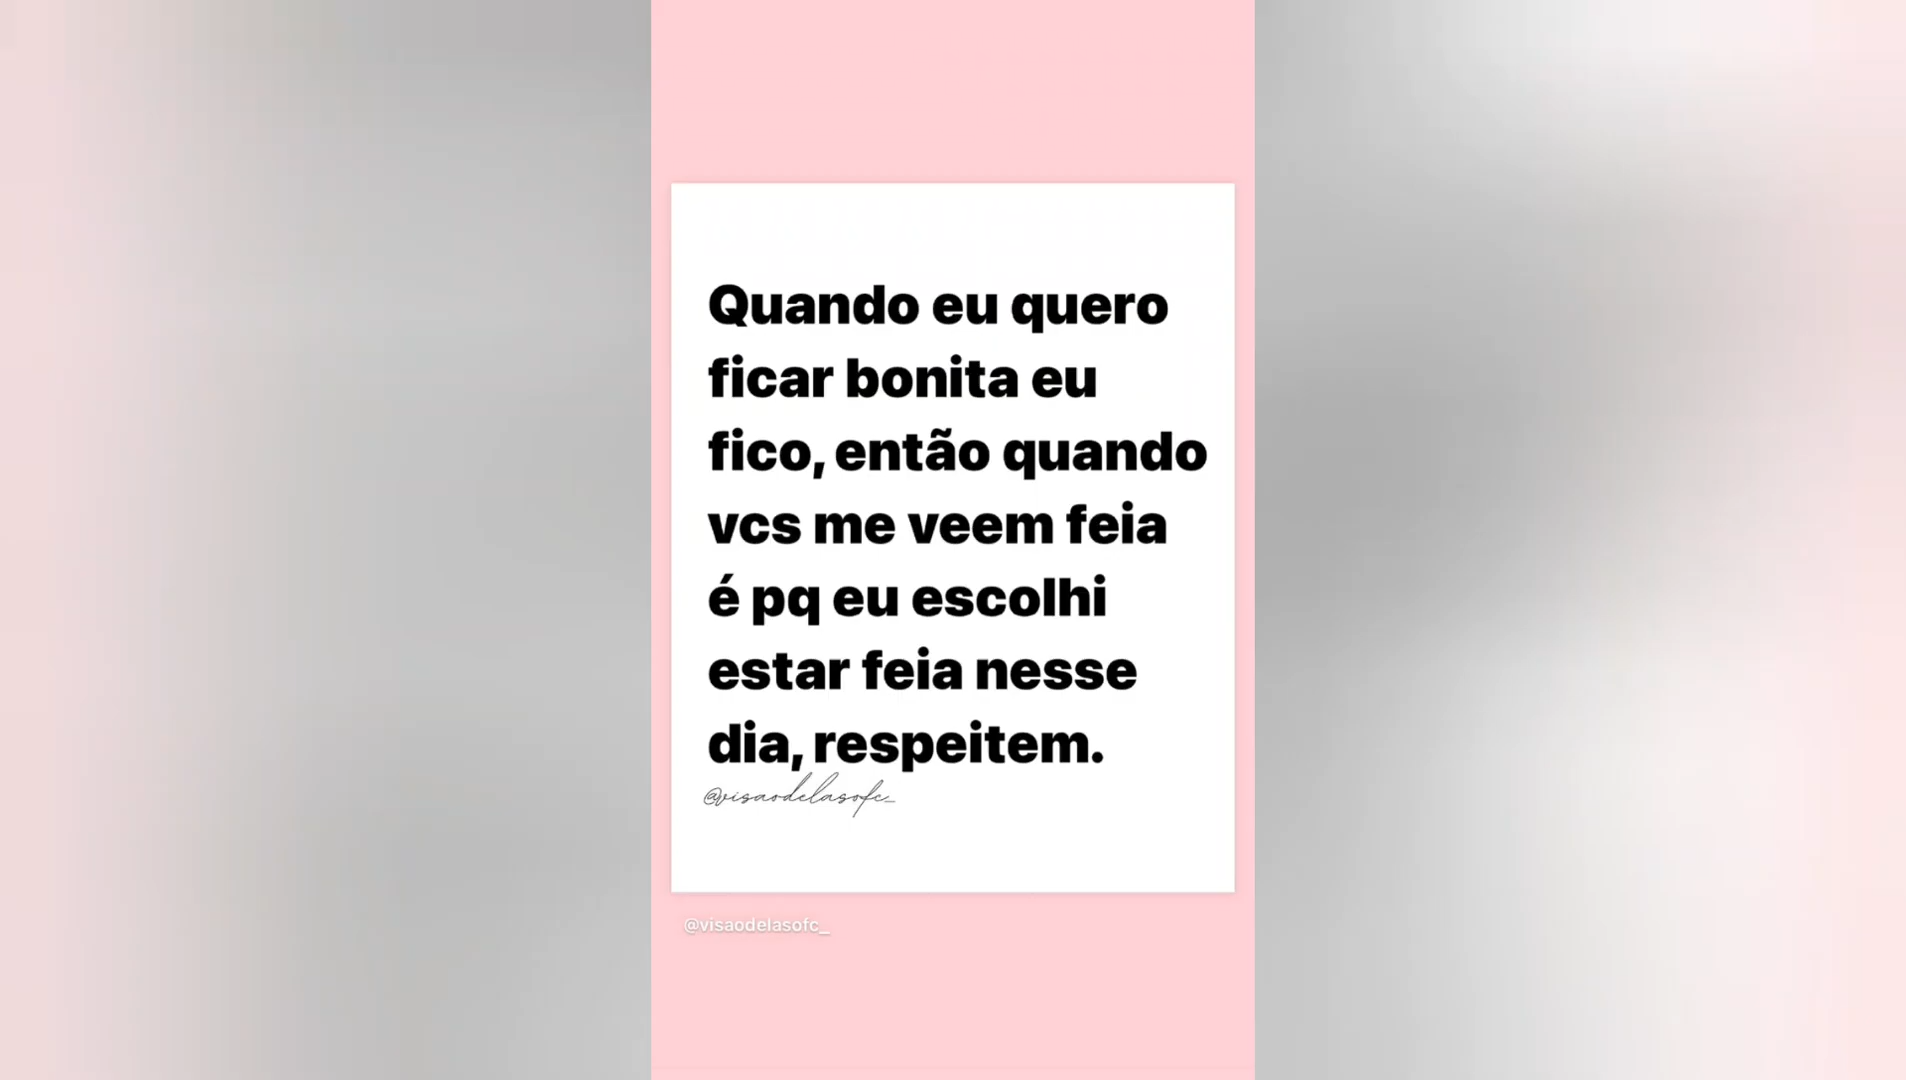 Quando eu quero
ficar bonita eu
fico, então quando
vcs me veem feia
é pq eu escolhi
estar feia nesse
dia, respeitem.
@visaodelasofc_
@visaodelasofc_